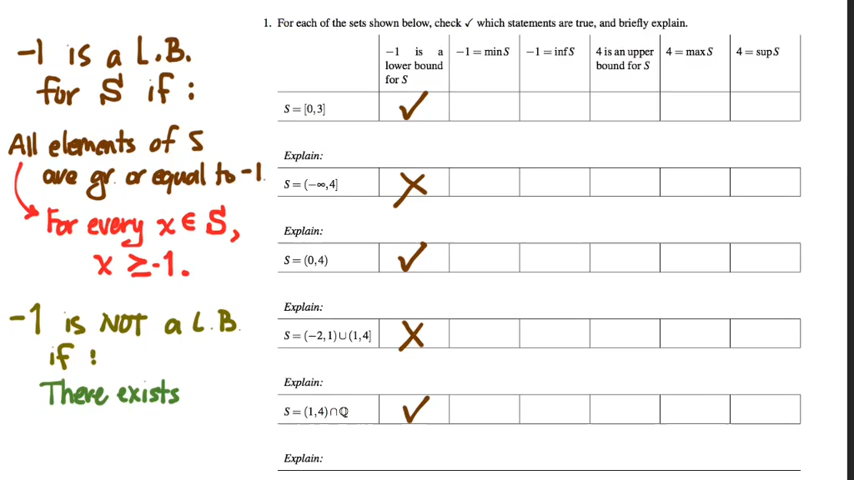 -1 is a L.B.
for S if :
All elements of S
are gr. or equal to -1.
For every x ∈ S,
x ≥ -1.
-1 is NOT a L.B.
if :
There exists
1. For each of the sets shown below, check ✓ which statements are true, and briefly explain.
-1 is a lower bound for S | -1 = min S | -1 = inf S | 4 is an upper bound for S | 4 = max S | 4 = sup S
S = [0,3] ✓
Explain:
S = (-∞,4] ✗
Explain:
S = (0,4) ✓
Explain:
S = (-2,1)∪(1,4] ✗
Explain:
S = (1,4)∩ℚ ✓
Explain: